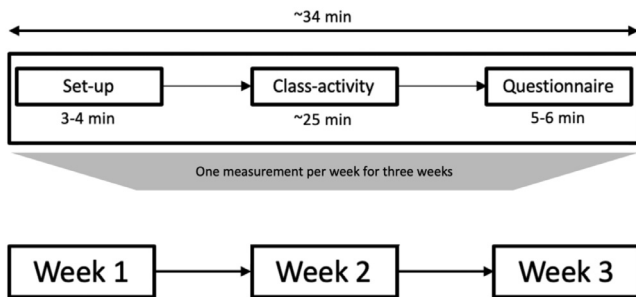 ~34 min
Set-up
Class-activity
Questionnaire
3-4 min
~25 min
5-6 min
One measurement per week for three weeks
Week 1
Week 2
Week 3